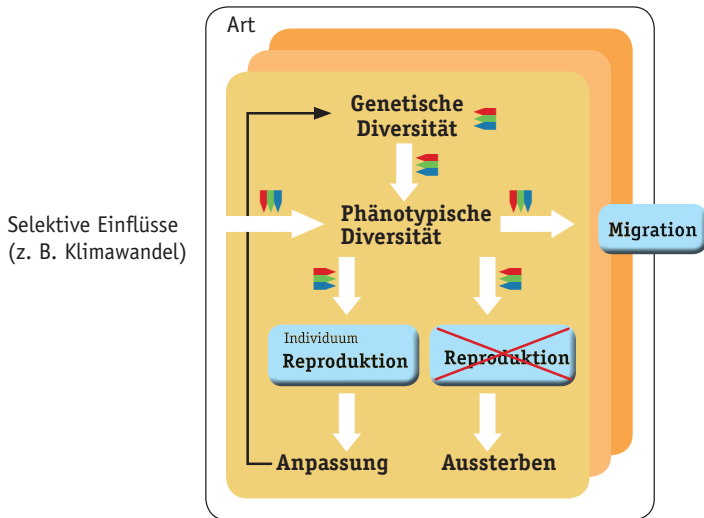 Art
Genetische
Diversität
Selektive Einflüsse
(z. B. Klimawandel)
Phänotypische
Diversität
Migration
Individuum
Reproduktion
Reproduktion
Anpassung
Aussterben